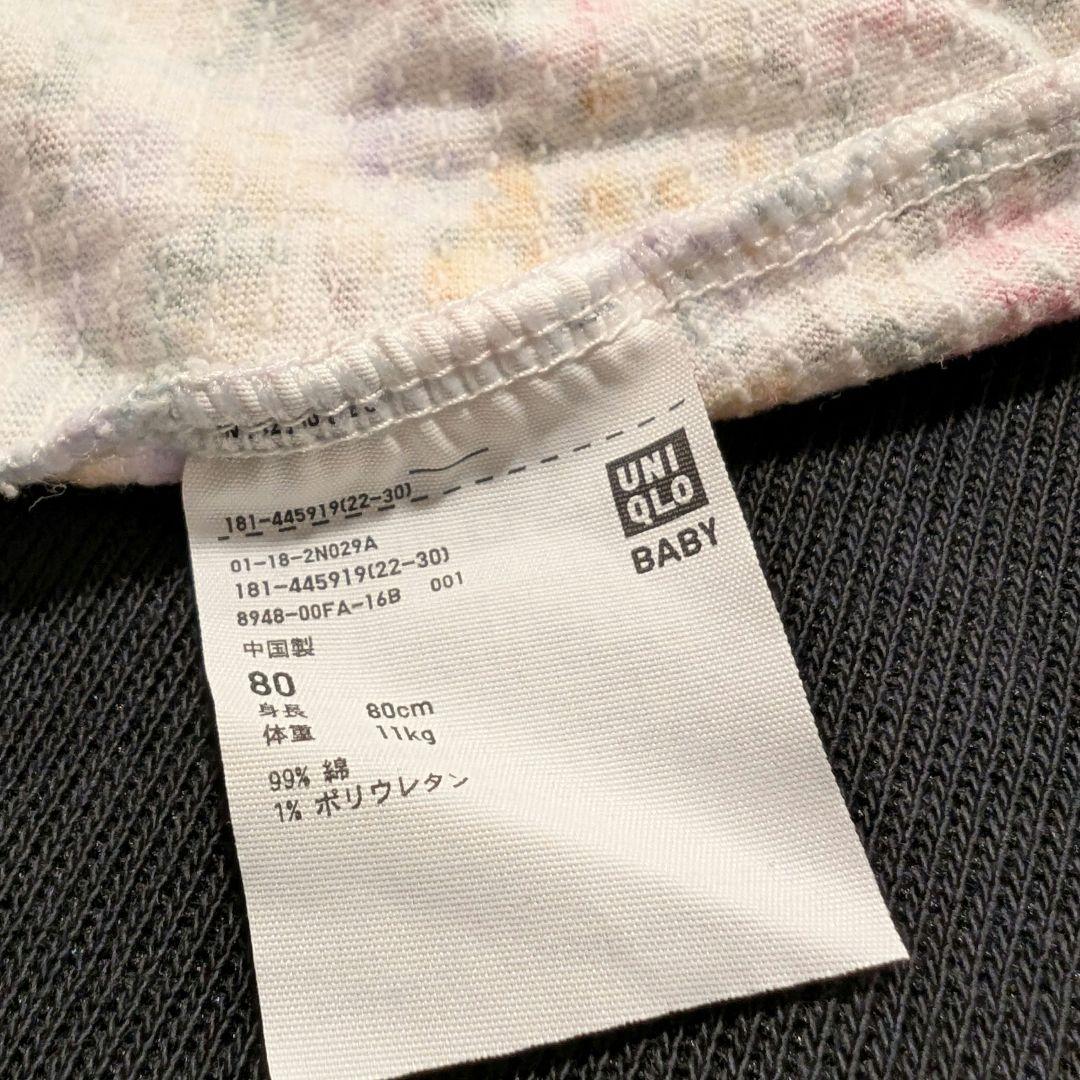 181-445919(22-30)
UNI
QLO
BABY
01-18-2N029A
181-445919(22-30)
8948-00FA-16B 001
中国製
80
身長 80cm
体重 11kg
99% 綿
1% ポリウレタン